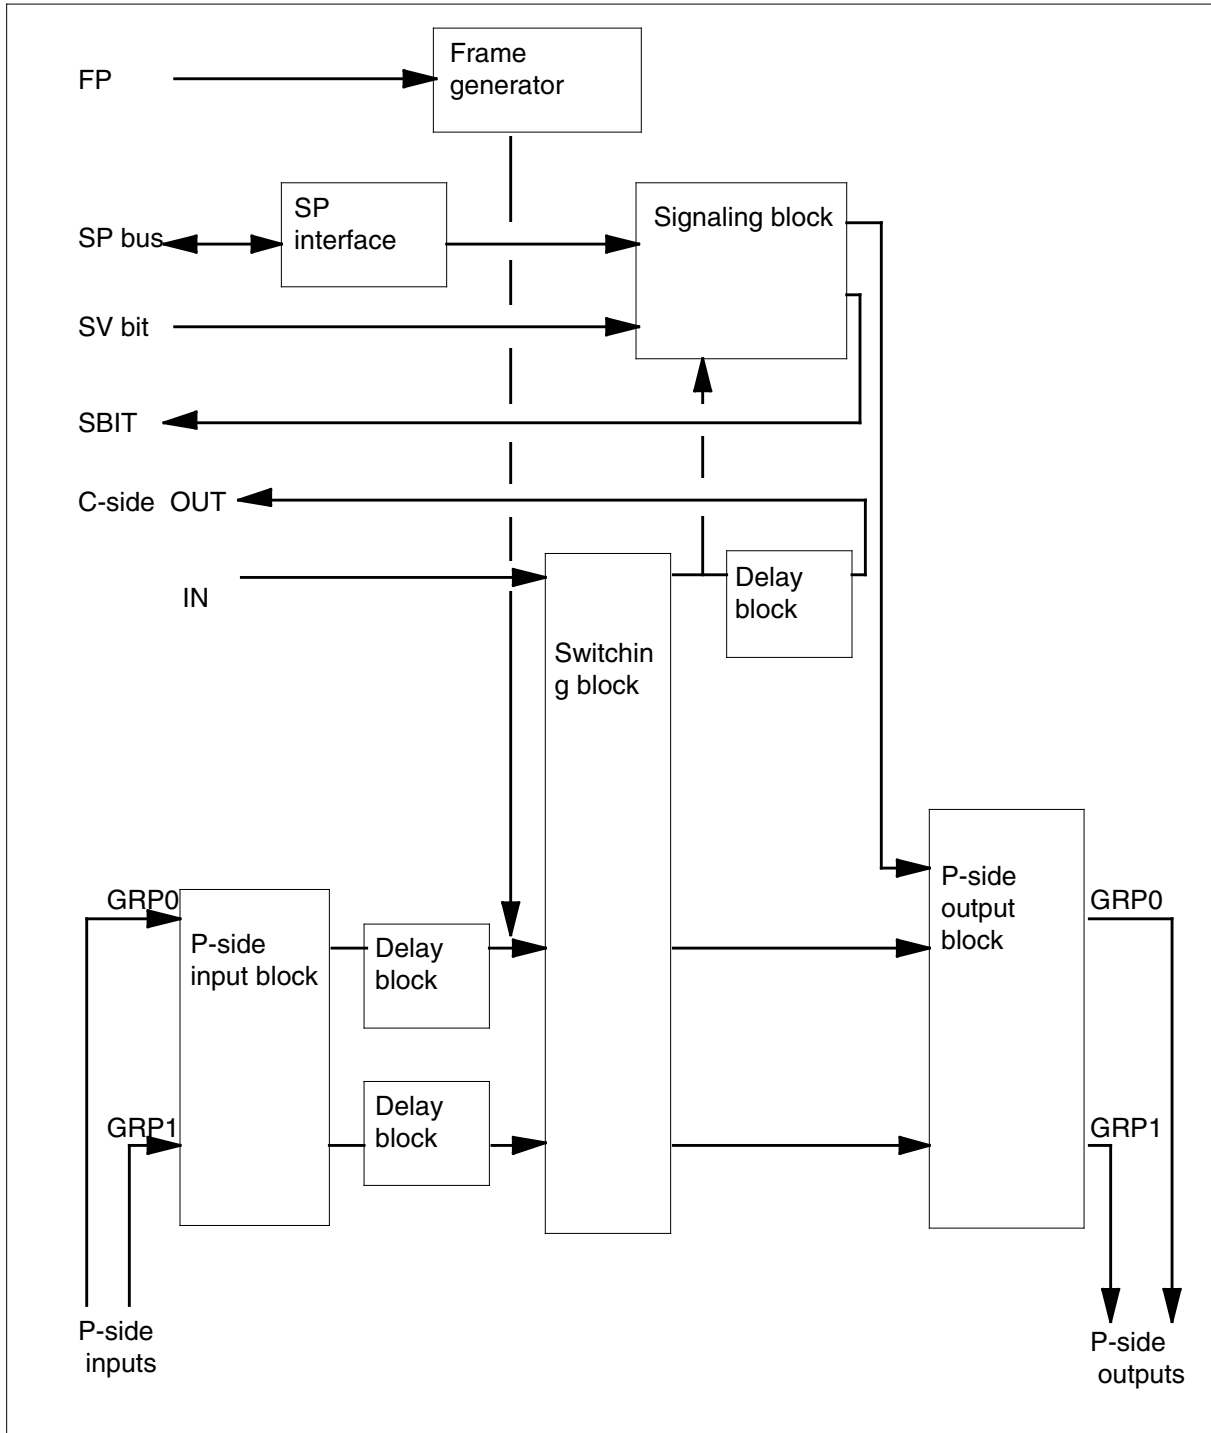 Frame
generator
FP
SP
interface
Signaling block
SP bus
SV bit
SBIT
C-side OUT
IN
Delay
block
Switchin
g block
P-side
output
block
GRP0
GRP0
P-side
input block
Delay
block
Delay
block
GRP1
GRP1
P-side
inputs
P-side
outputs